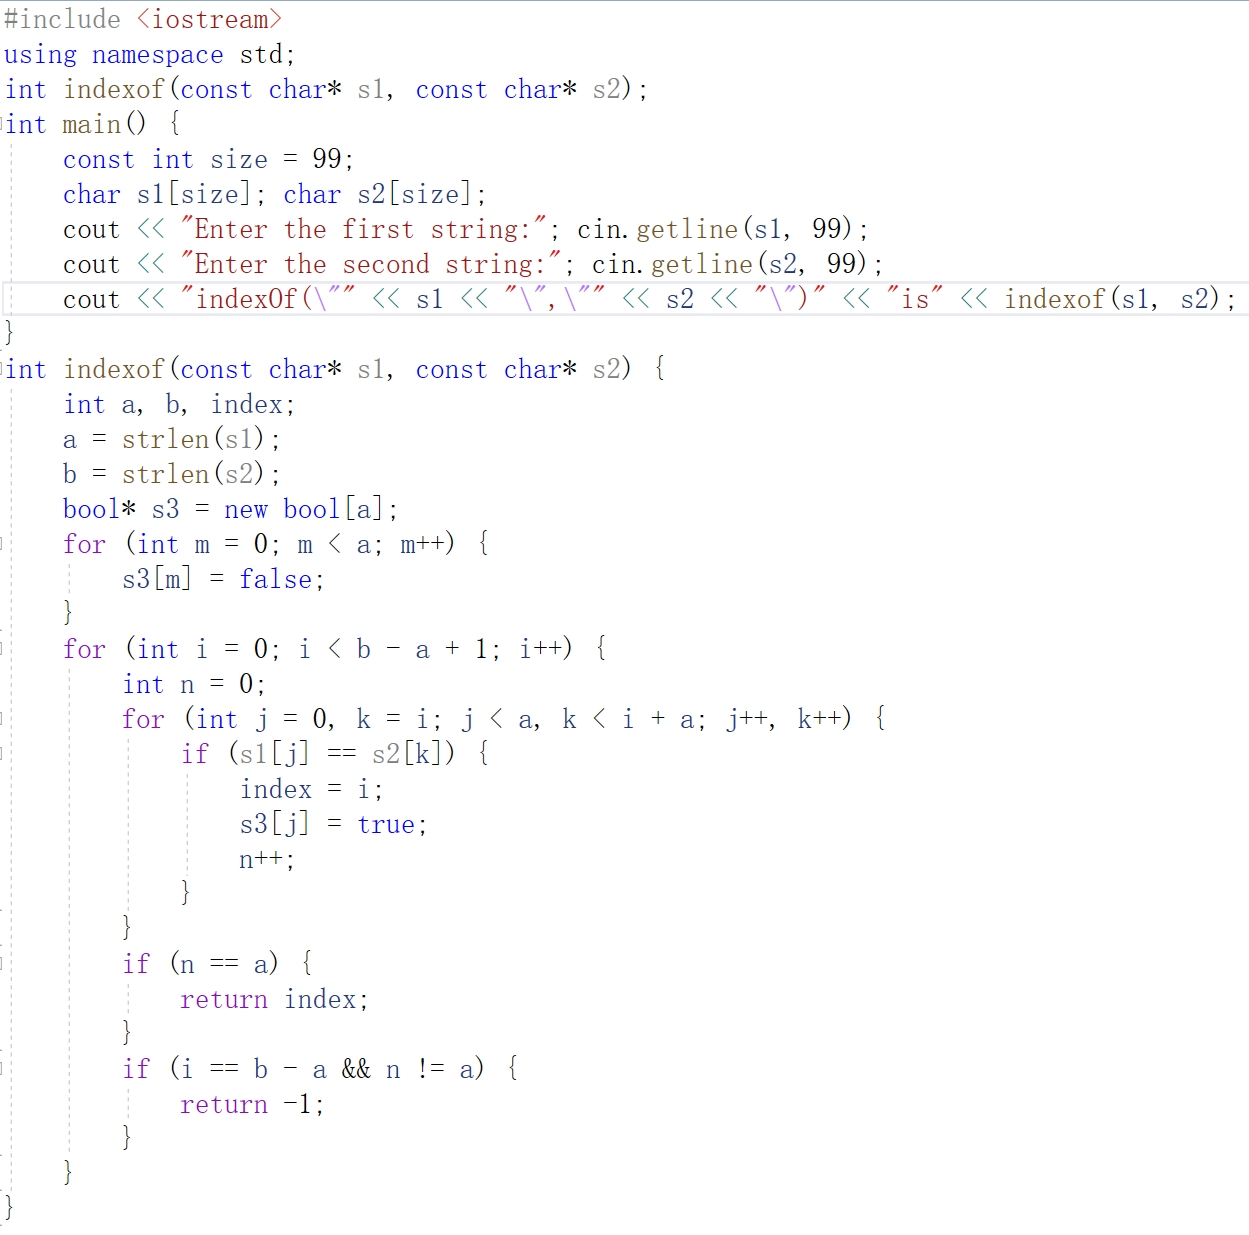 #include <iostream>
using namespace std;
int indexof(const char* s1, const char* s2);
int main() {
    const int size = 99;
    char s1[size]; char s2[size];
    cout << "Enter the first string:"; cin.getline(s1, 99);
    cout << "Enter the second string:"; cin.getline(s2, 99);
    cout << "indexOf(\"" << s1 << "\",\"" << s2 << "\")" << "is" << indexof(s1, s2);
}
int indexof(const char* s1, const char* s2) {
    int a, b, index;
    a = strlen(s1);
    b = strlen(s2);
    bool* s3 = new bool[a];
    for (int m = 0; m < a; m++) {
        s3[m] = false;
    }
    for (int i = 0; i < b - a + 1; i++) {
        int n = 0;
        for (int j = 0, k = i; j < a, k < i + a; j++, k++) {
            if (s1[j] == s2[k]) {
                index = i;
                s3[j] = true;
                n++;
            }
        }
        if (n == a) {
            return index;
        }
        if (i == b - a && n != a) {
            return -1;
        }
    }
}